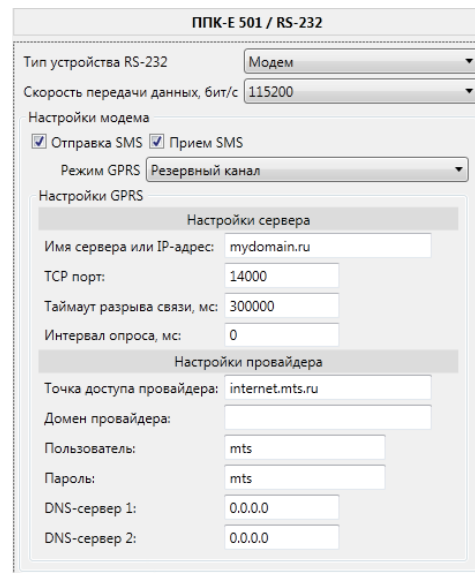 ППК-Е 501 / RS-232
Тип устройства RS-232 Модем
Скорость передачи данных, бит/с 115200
Настройки модема
Отправка SMS Прием SMS
Режим GPRS Резервный канал
Настройки GPRS
Настройки сервера
Имя сервера или IP-адрес: mydomain.ru
TCP порт: 14000
Таймаут разрыва связи, мс: 300000
Интервал опроса, мс: 0
Настройки провайдера
Точка доступа провайдера: internet.mts.ru
Домен провайдера:
Пользователь: mts
Пароль: mts
DNS-сервер 1: 0.0.0.0
DNS-сервер 2: 0.0.0.0